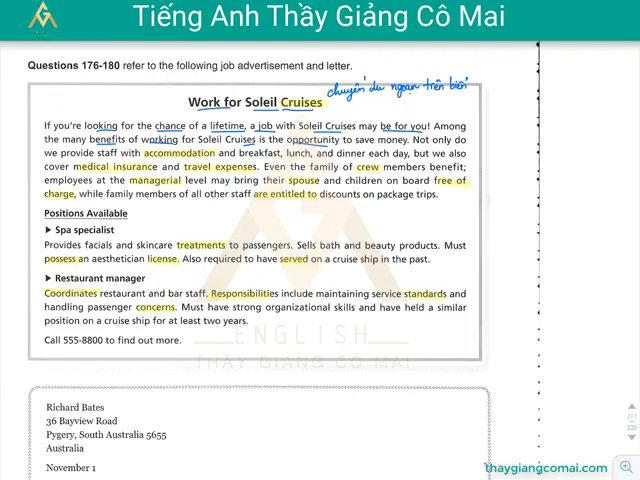 Tiếng Anh Thầy Giảng Cô Mai
Questions 176-180 refer to the following job advertisement and letter.
chuyến du ngoạn trên biển
Work for Soleil Cruises
If you're looking for the chance of a lifetime, a job with Soleil Cruises may be for you! Among
the many benefits of working for Soleil Cruises is the opportunity to save money. Not only do
we provide staff with accommodation and breakfast, lunch, and dinner each day, but we also
cover medical insurance and travel expenses. Even the family of crew members benefit;
employees at the managerial level may bring their spouse and children on board free of
charge, while family members of all other staff are entitled to discounts on package trips.
Positions Available
▶ Spa specialist
Provides facials and skincare treatments to passengers. Sells bath and beauty products. Must
possess an aesthetician license. Also required to have served on a cruise ship in the past.
▶ Restaurant manager
Coordinates restaurant and bar staff. Responsibilities include maintaining service standards and
handling passenger concerns. Must have strong organizational skills and have held a similar
position on a cruise ship for at least two years.
Call 555-8800 to find out more.
ENGLISH
THẦY GIẢNG CÔ MAI
Richard Bates
36 Bayview Road
Pygery, South Australia 5655
Australia
November 1
211
220
thaygiangcomai.com